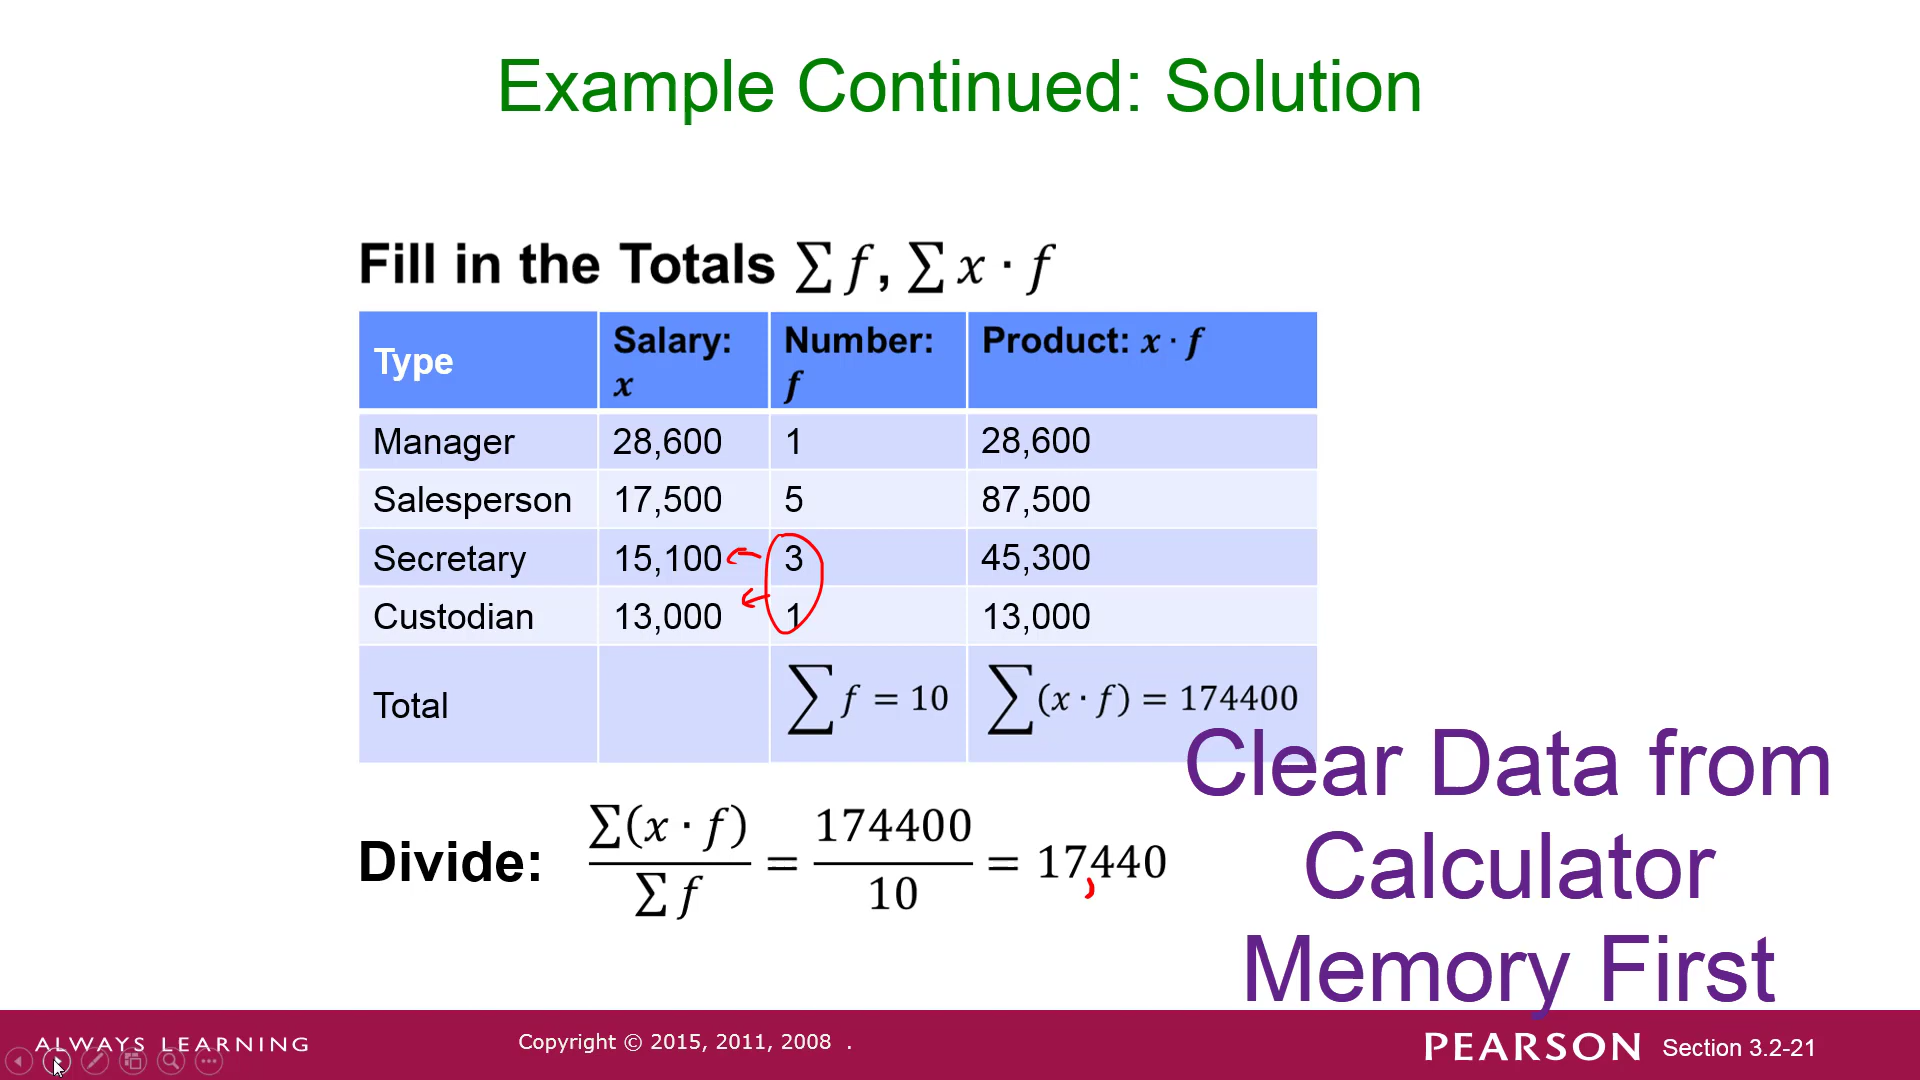 Example Continued: Solution
Fill in the Totals ∑ f, ∑ x · f
Type Salary: x Number: f Product: x · f
Manager 28,600 1 28,600
Salesperson 17,500 5 87,500
Secretary 15,100 3 45,300
Custodian 13,000 1 13,000
Total ∑ f = 10 ∑(x · f) = 174400
Divide: ∑(x · f) / ∑ f = 174400 / 10 = 17,440
Clear Data from
Calculator
Memory First
ALWAYS LEARNING
Copyright © 2015, 2011, 2008 .
PEARSON
Section 3.2-21